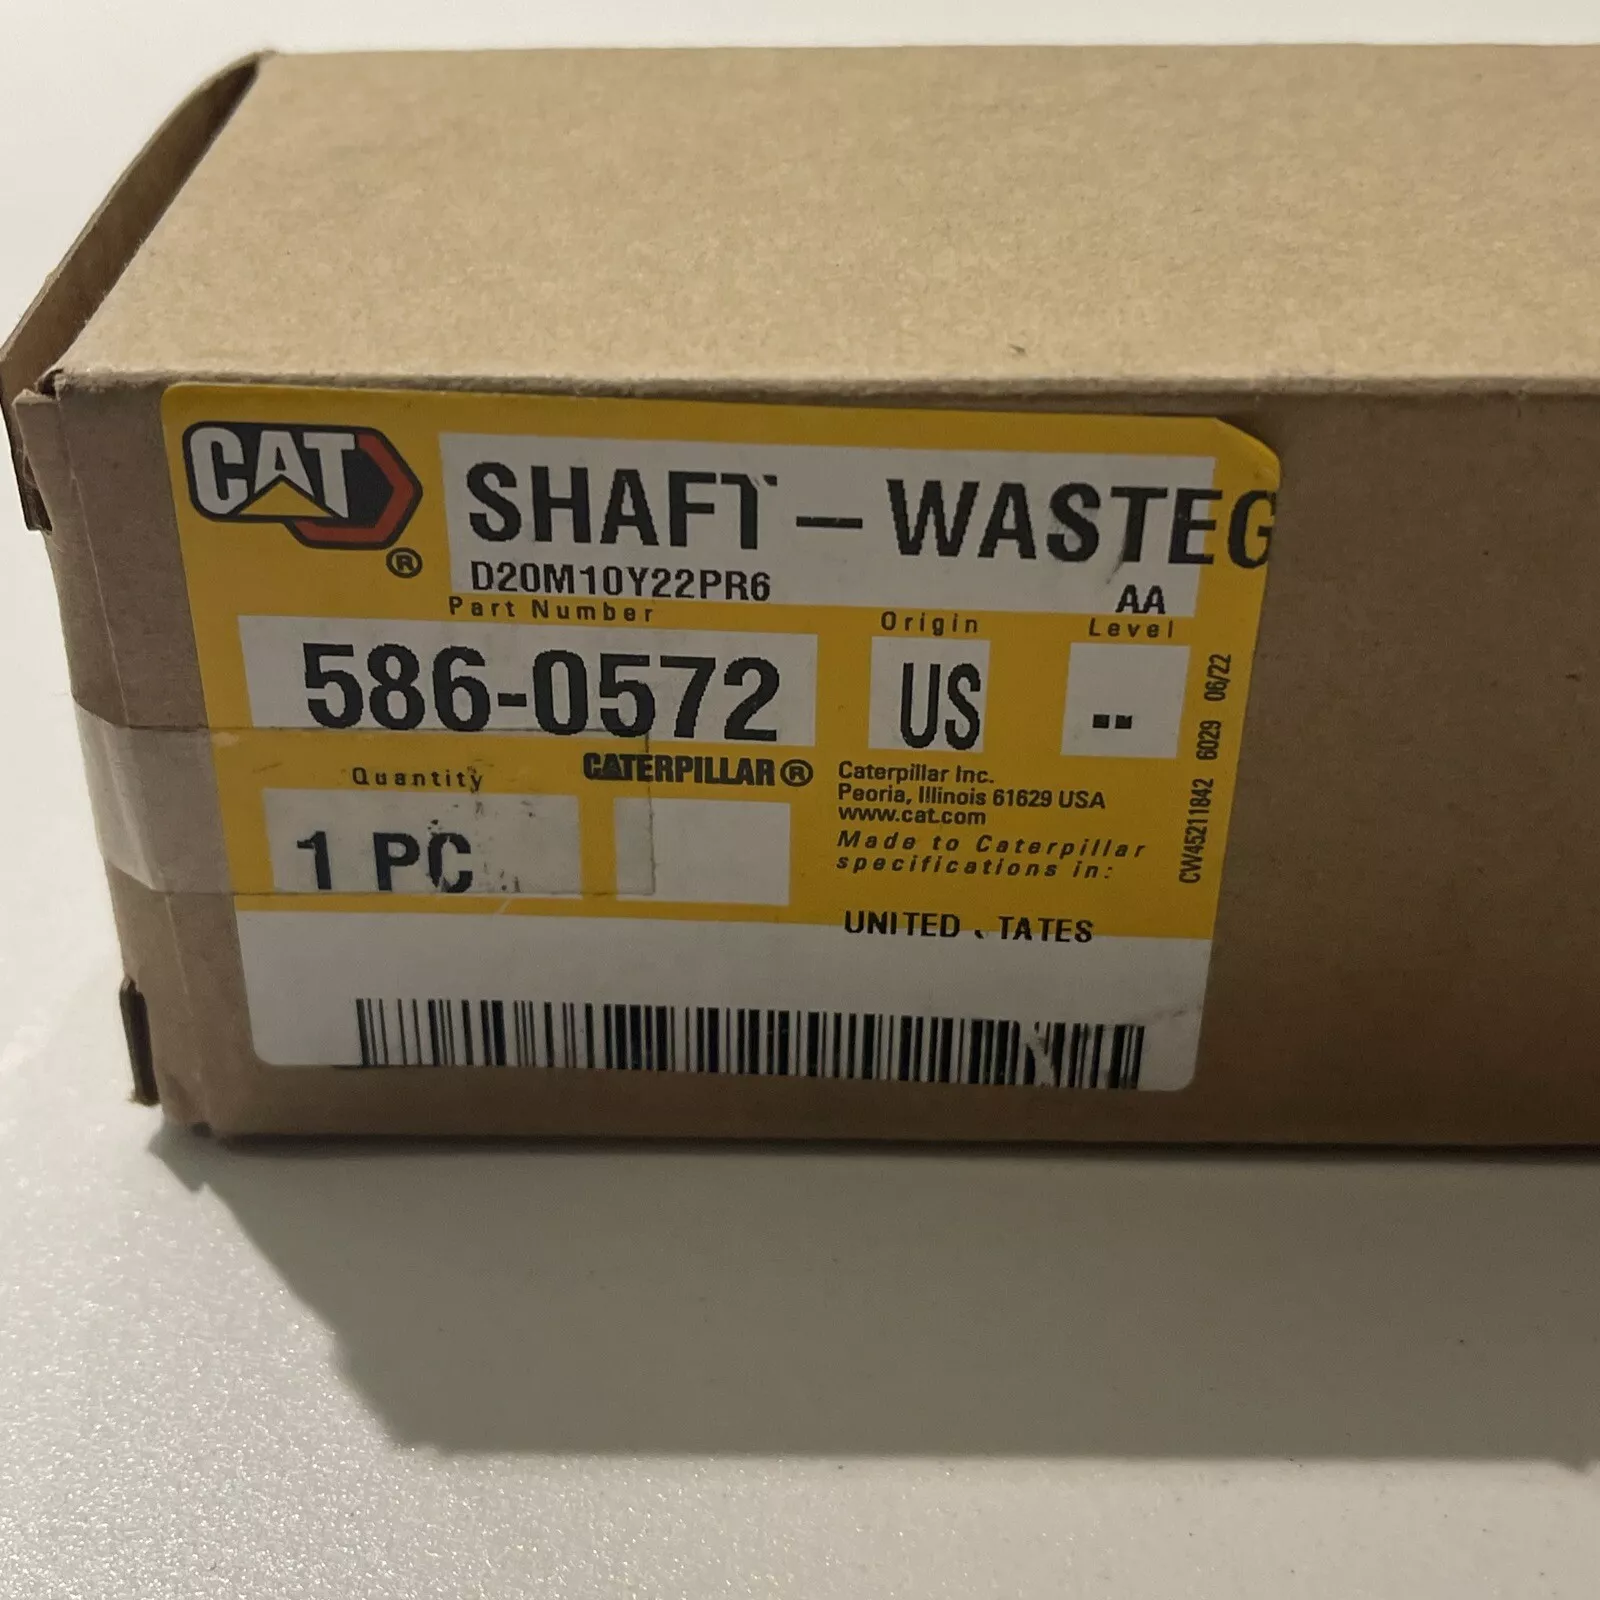 CAT
®
SHAFT - WASTEG
D20M10Y22PR6
AA
Part Number
Origin
Level
586-0572
US
--
Quantity
CATERPILLAR®
1 PC
Caterpillar Inc.
Peoria, Illinois 61629 USA
www.cat.com
Made to Caterpillar
specifications in:
UNITED TATES
CW45211842 6029 06/22